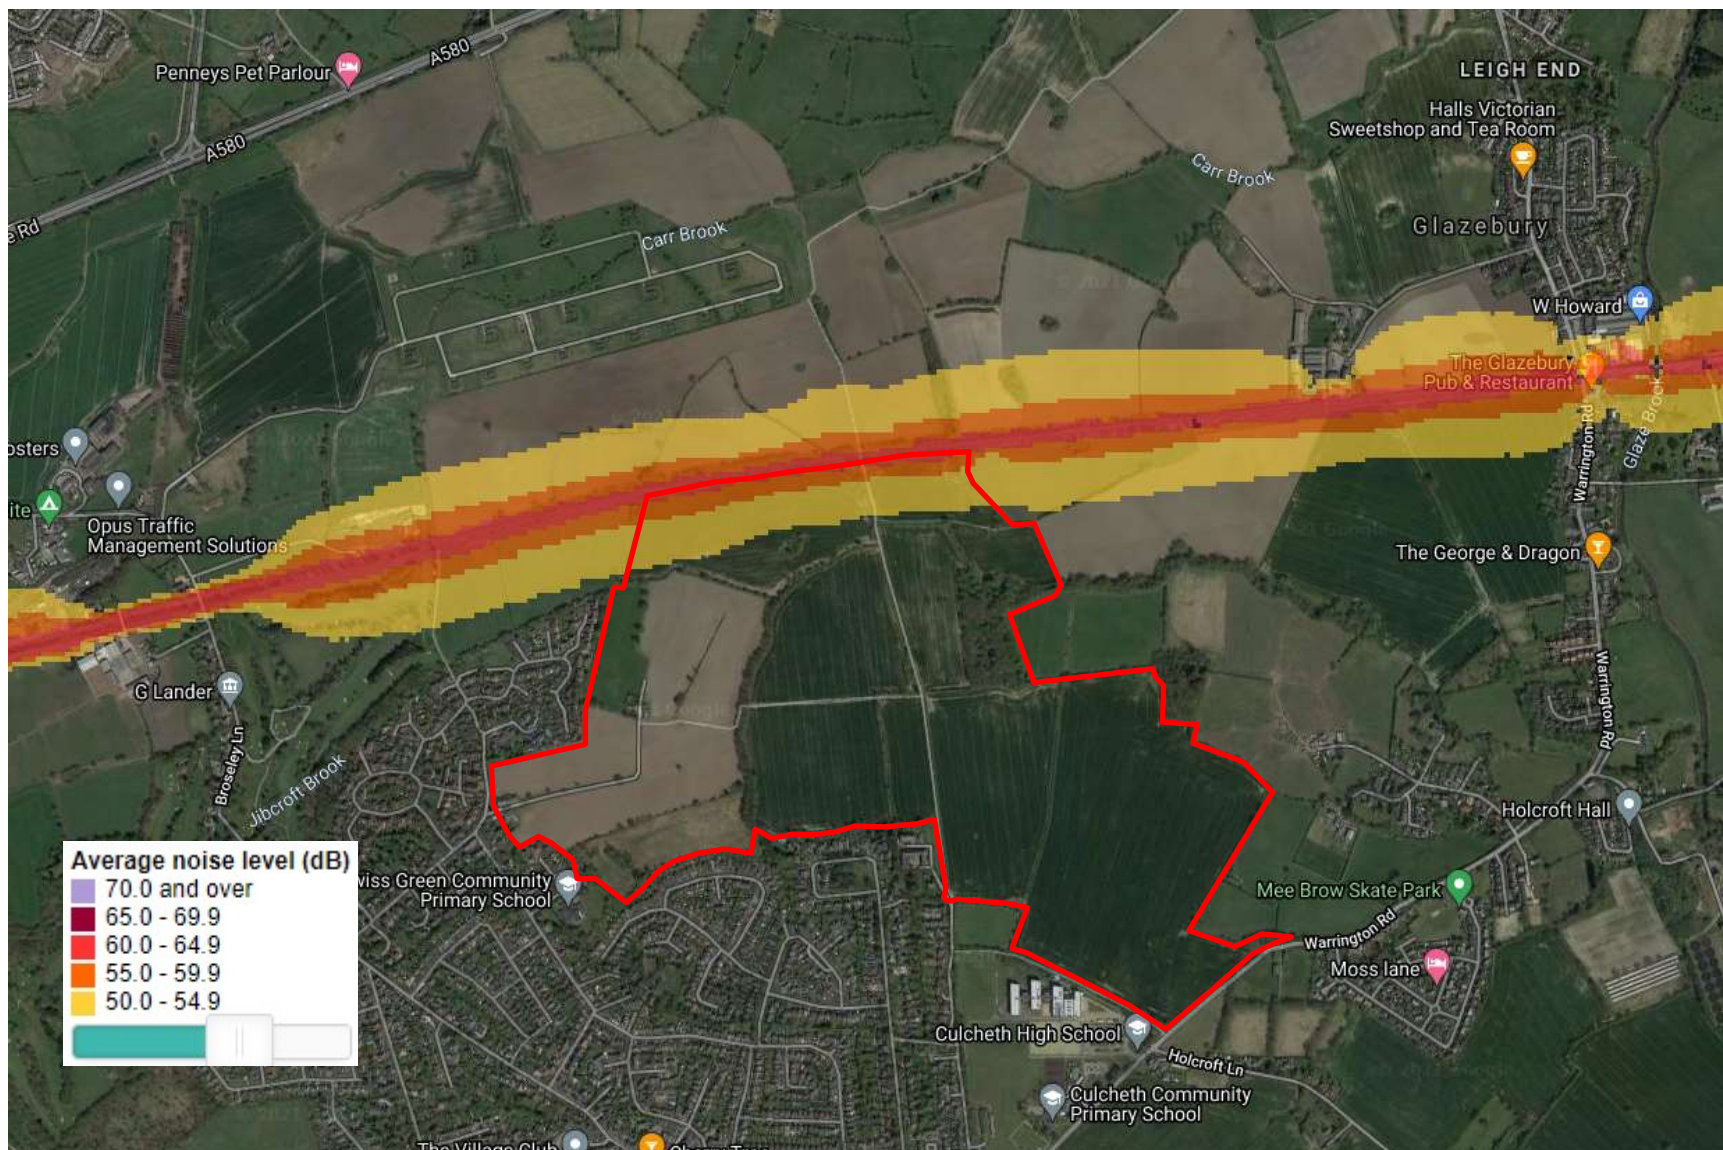 A580
Penneys Pet Parlour
LEIGH END
Halls Victorian
Sweetshop and Tea Room
A580
Carr Brook
e Rd
Carr Brook
Glazebury
W Howard
The Glazebury
Pub & Restaurant
Glaze Brook
Warrington Rd
osters
ite
Opus Traffic
Management Solutions
The George & Dragon
G Lander
Warrington Rd
Broseley Ln
Jibcroft Brook
Holcroft Hall
Average noise level (dB)
70.0 and over
65.0 - 69.9
60.0 - 64.9
55.0 - 59.9
50.0 - 54.9
wiss Green Community
Primary School
Mee Brow Skate Park
Warrington Rd
Moss lane
Culcheth High School
Holcroft Ln
Culcheth Community
Primary School
The Village Club
Cherry Tree